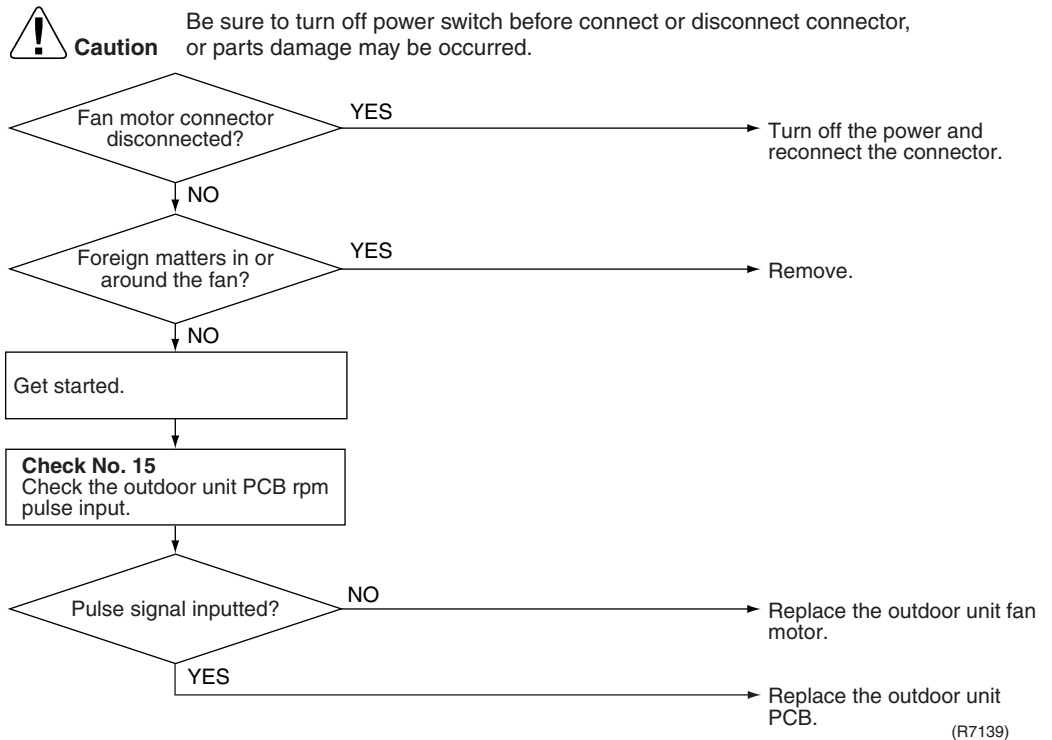 Be sure to turn off power switch before connect or disconnect connector,
Caution or parts damage may be occurred.
Fan motor connector
disconnected?
YES
Turn off the power and
reconnect the connector.
NO
Foreign matters in or
around the fan?
YES
Remove.
NO
Get started.
Check No. 15
Check the outdoor unit PCB rpm
pulse input.
Pulse signal inputted?
NO
Replace the outdoor unit fan
motor.
YES
Replace the outdoor unit
PCB.
(R7139)